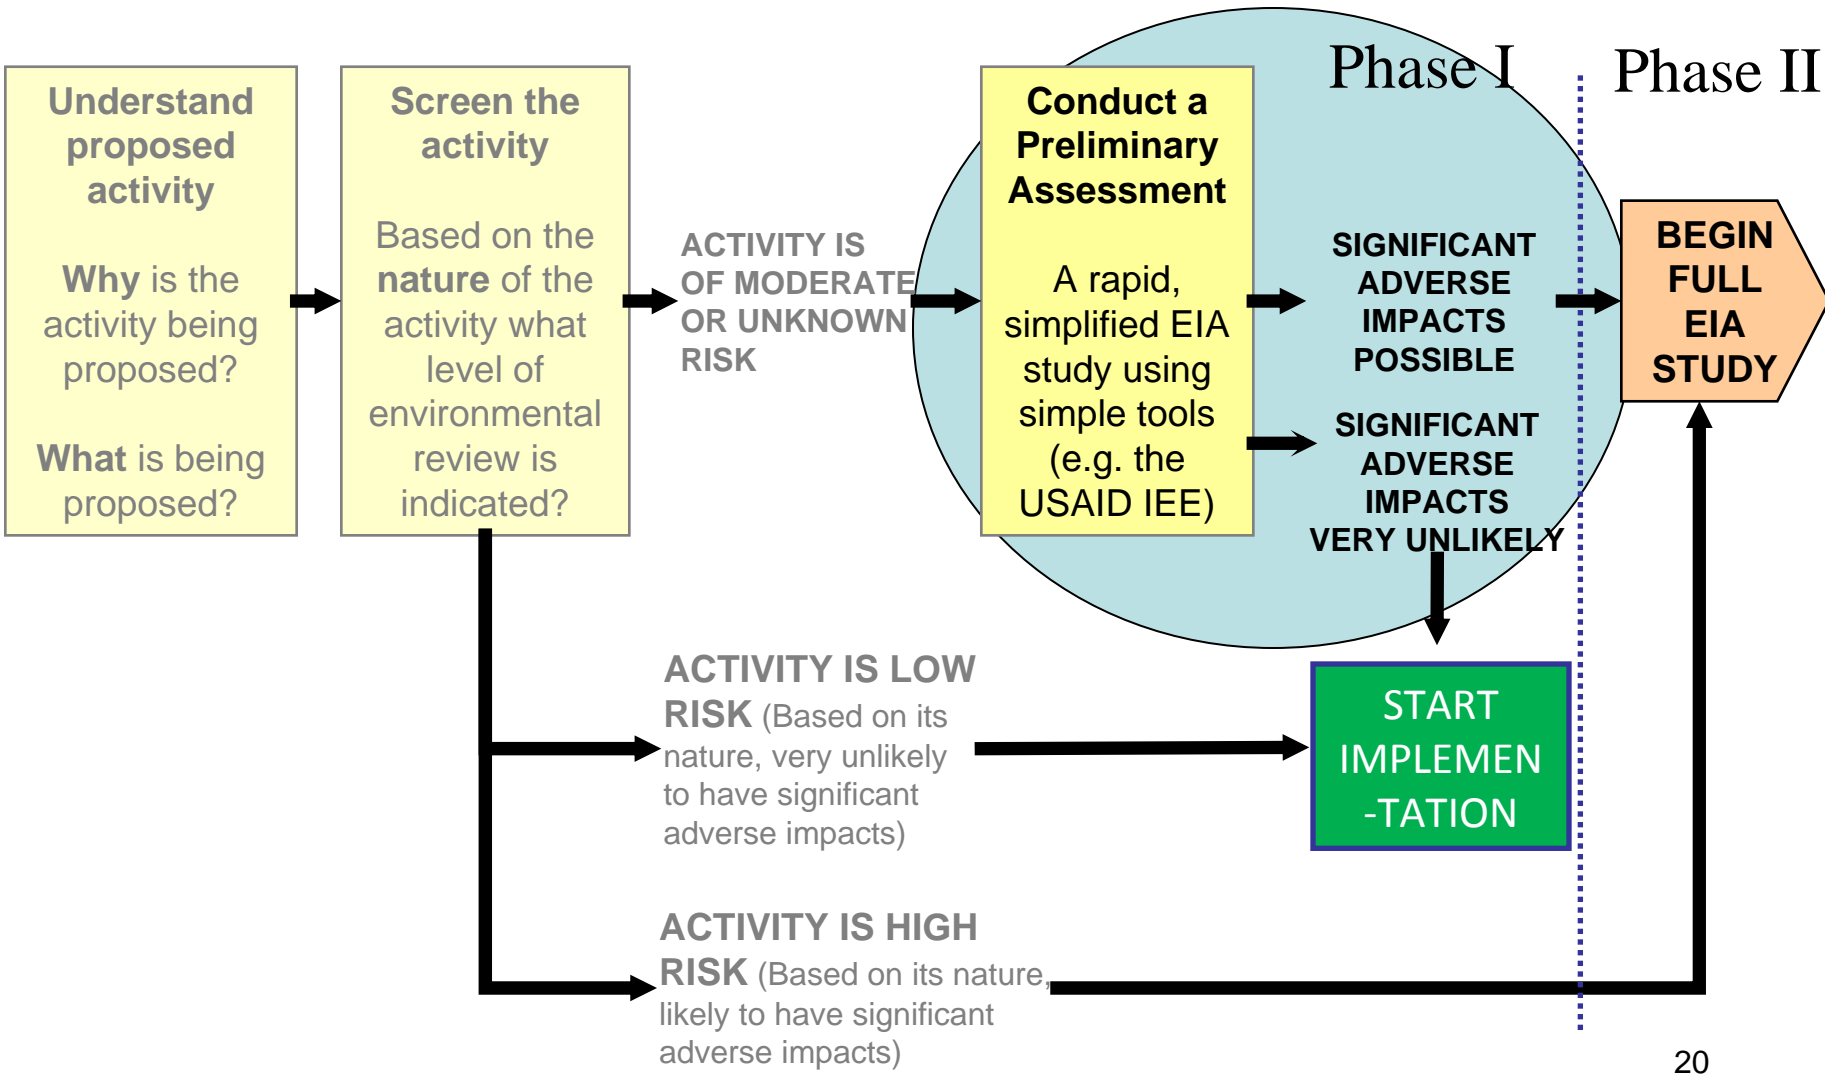 Phase I
Phase II
Understand
proposed
activity
Why is the
activity being
proposed?
What is being
proposed?
Screen the
activity
Based on the
nature of the
activity what
level of
environmental
review is
indicated?
ACTIVITY IS
OF MODERATE
OR UNKNOWN
RISK
Conduct a
Preliminary
Assessment
A rapid,
simplified EIA
study using
simple tools
(e.g. the
USAID IEE)
SIGNIFICANT
ADVERSE
IMPACTS
POSSIBLE
SIGNIFICANT
ADVERSE
IMPACTS
VERY UNLIKELY
BEGIN
FULL
EIA
STUDY
ACTIVITY IS LOW
RISK (Based on its
nature, very unlikely
to have significant
adverse impacts)
START
IMPLEMEN
-TATION
ACTIVITY IS HIGH
RISK (Based on its nature,
likely to have significant
adverse impacts)
20